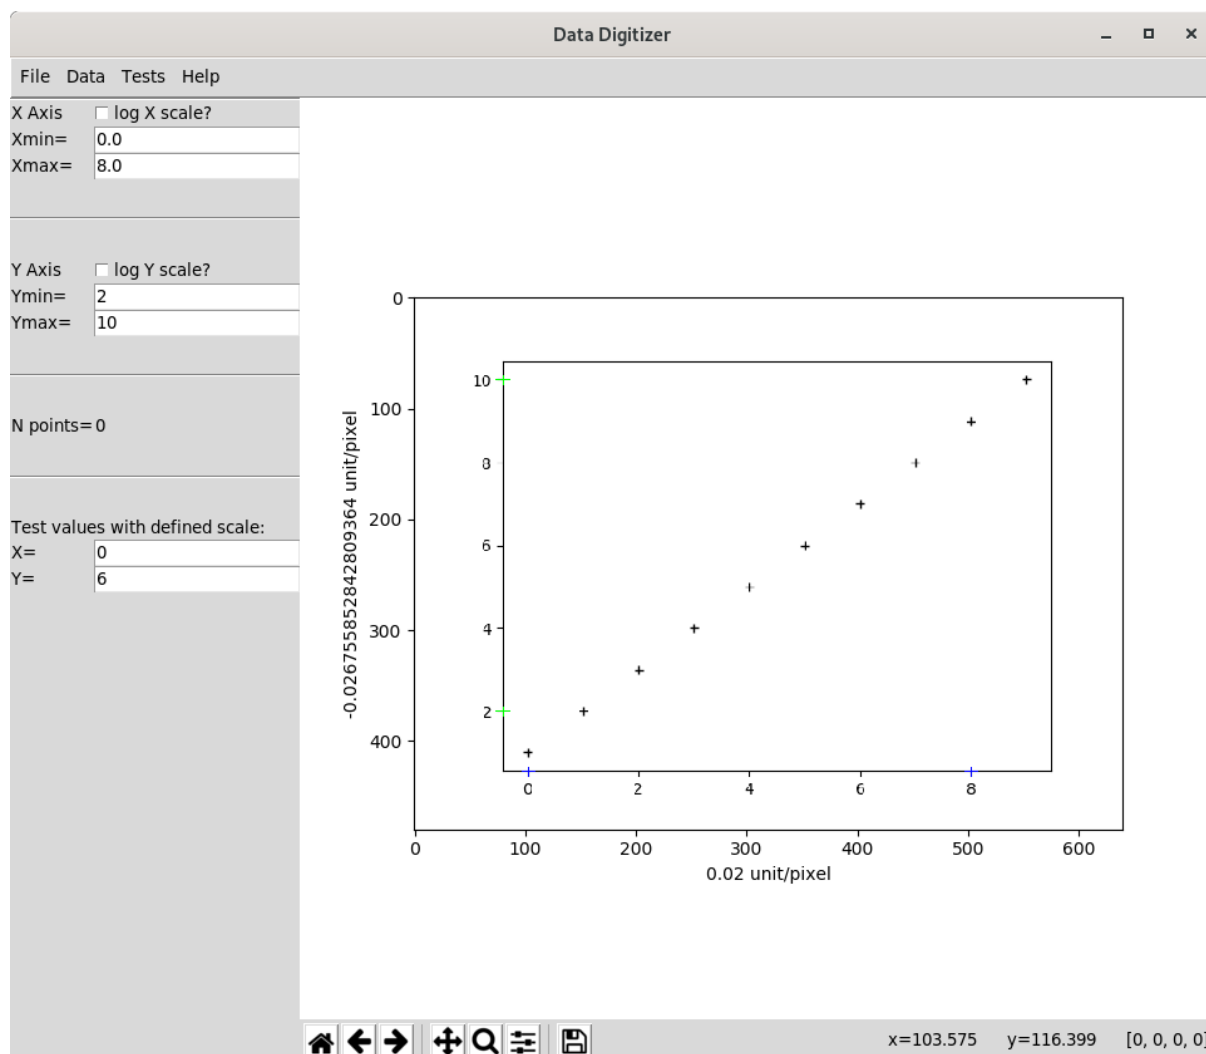 Data Digitizer
File Data Tests Help
X Axis log X scale?
Xmin= 0.0
Xmax= 8.0
Y Axis log Y scale?
Ymin= 2
Ymax= 10
N points= 0
Test values with defined scale:
X= 0
Y= 6
0
100
200
300
400
-0.026755852842809364 unit/pixel
10
8
6
4
2
0 2 4 6 8
0 100 200 300 400 500 600
0.02 unit/pixel
x=103.575 y=116.399 [0, 0, 0, 0]